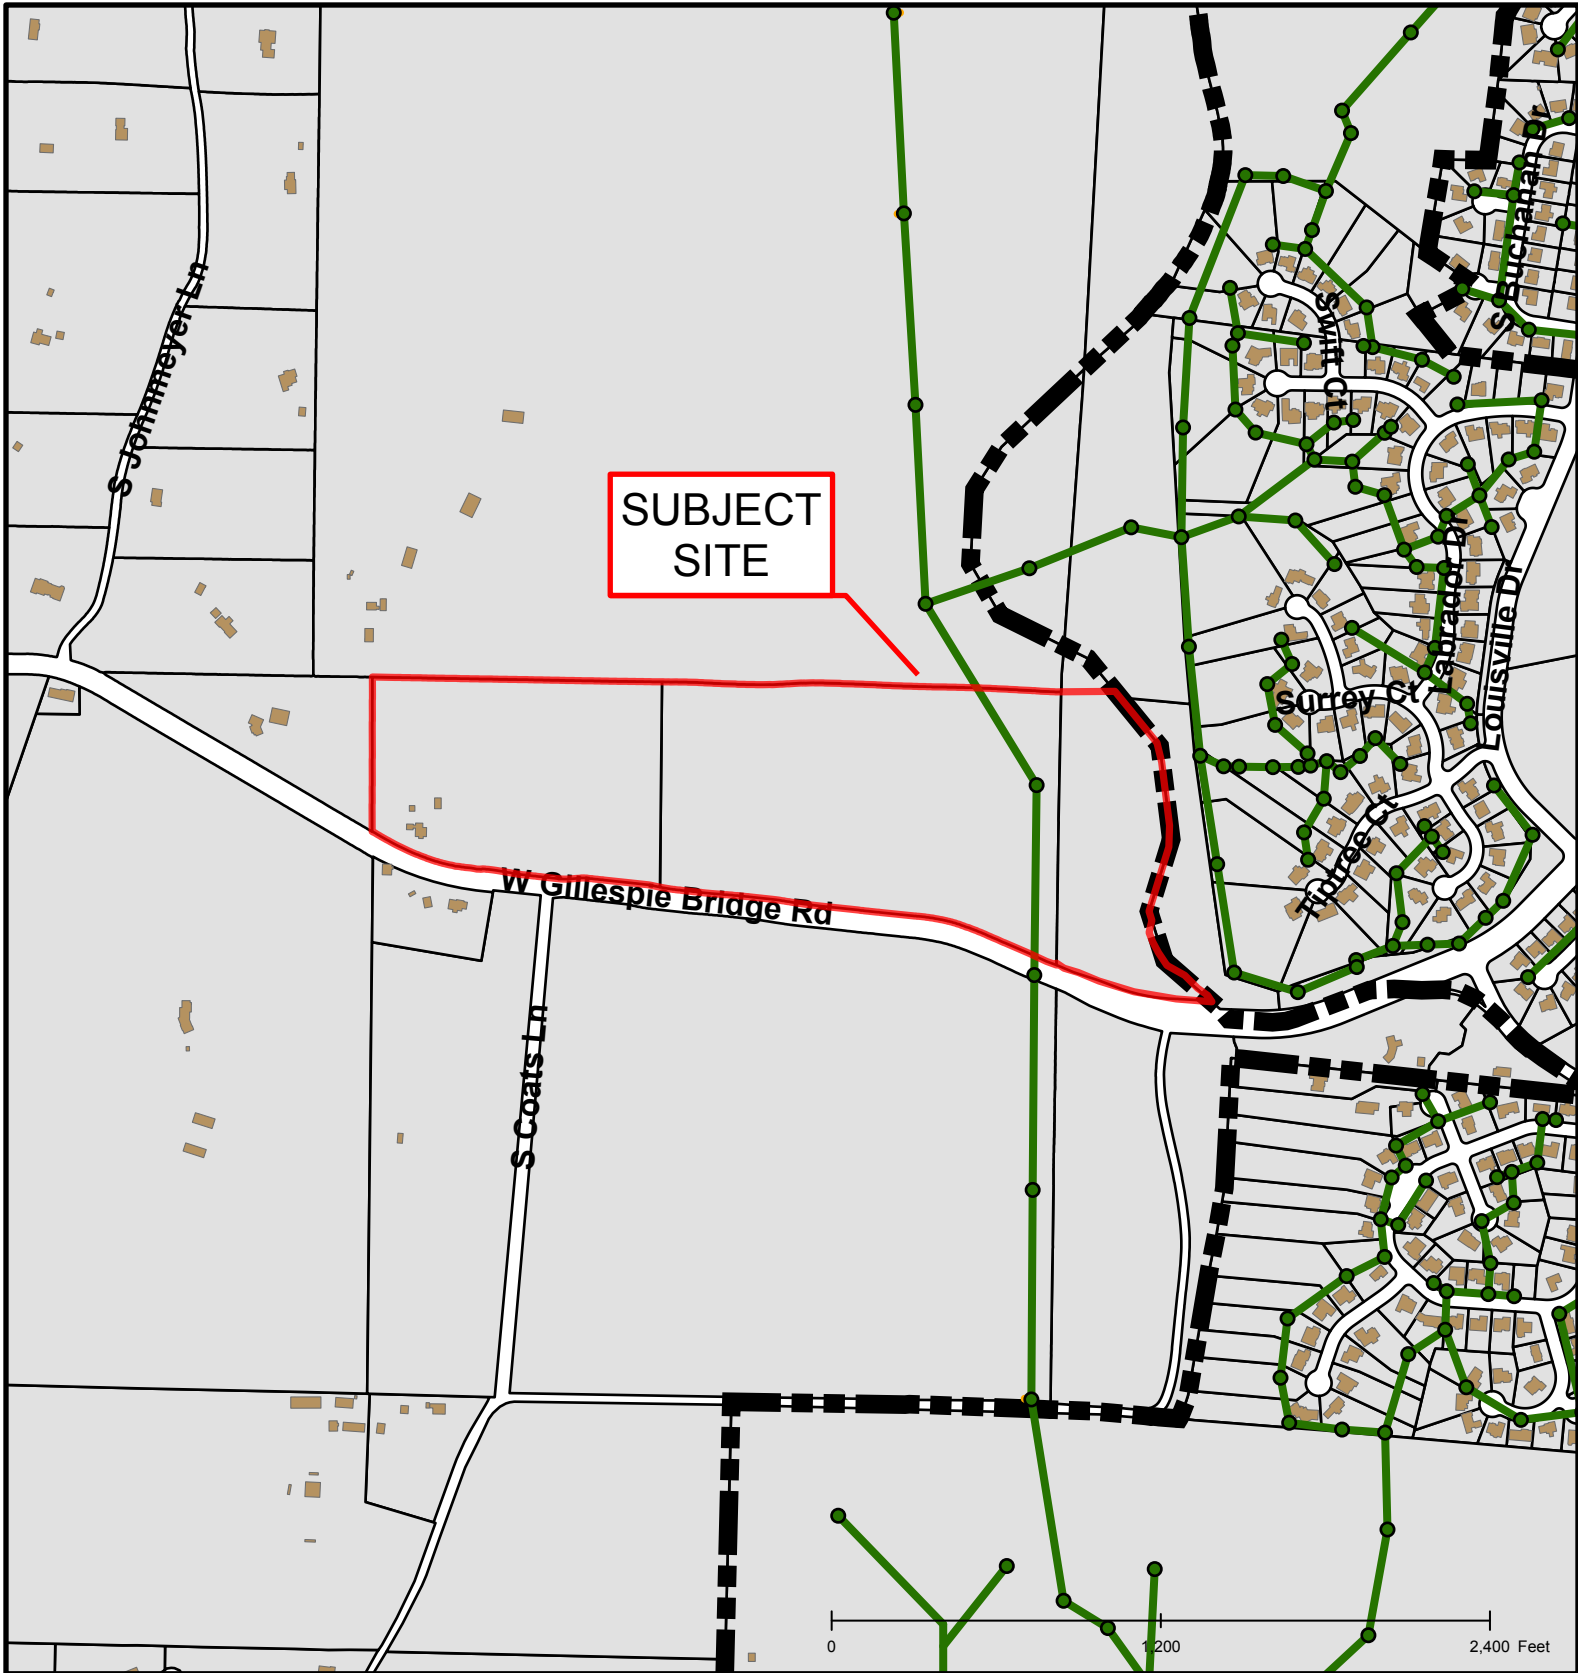 S Buchanan Dr
S Johnmeyer Ln
Swift Ct
SUBJECT
SITE
Labrador Dr
Louisville Dr
Surrey Ct
Tiptree Ct
W Gillespie Bridge Rd
S Coats Ln
0 1,200 2,400 Feet